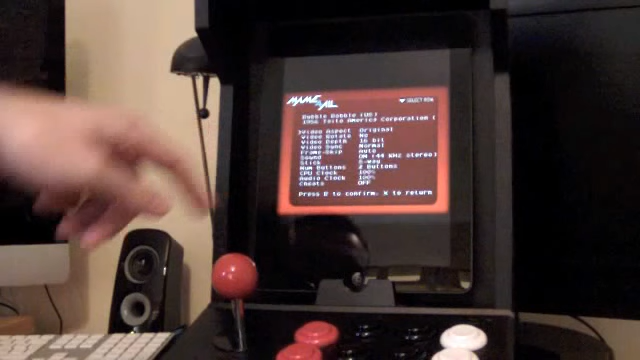 MAME4ALL
SELECT ROM
Bubble Bobble (US)
1986 Taito America Corporation (
Video Aspect Original
Video Rotate No
Video Depth 16 bit
Video Sync Normal
Frame-Skip Auto
Sound ON (44 KHz stereo)
Stick 8-way
Num Buttons 2 Buttons
CPU Clock 100%
Audio Clock 100%
Cheats OFF
Press B to confirm, X to return